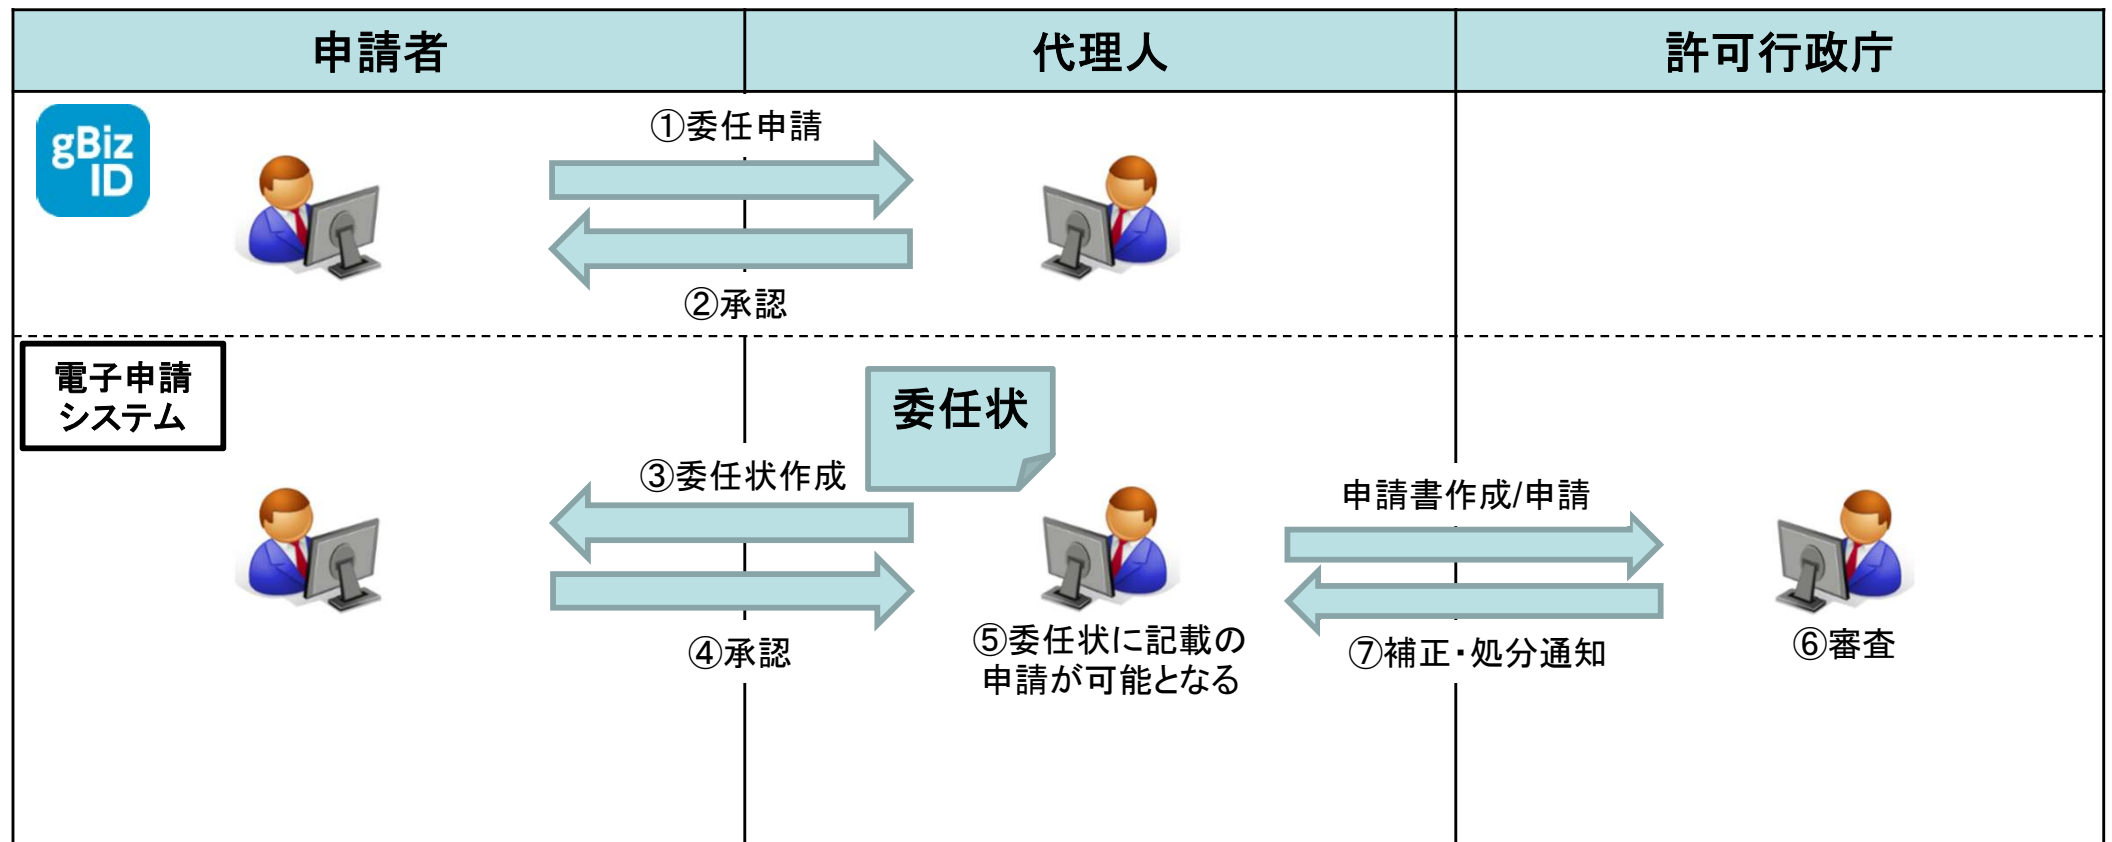 申請者
代理人
許可行政庁
gBiz
ID
①委任申請
②承認
電子申請
システム
委任状
③委任状作成
④承認
⑤委任状に記載の
申請が可能となる
申請書作成/申請
⑦補正・処分通知
⑥審査